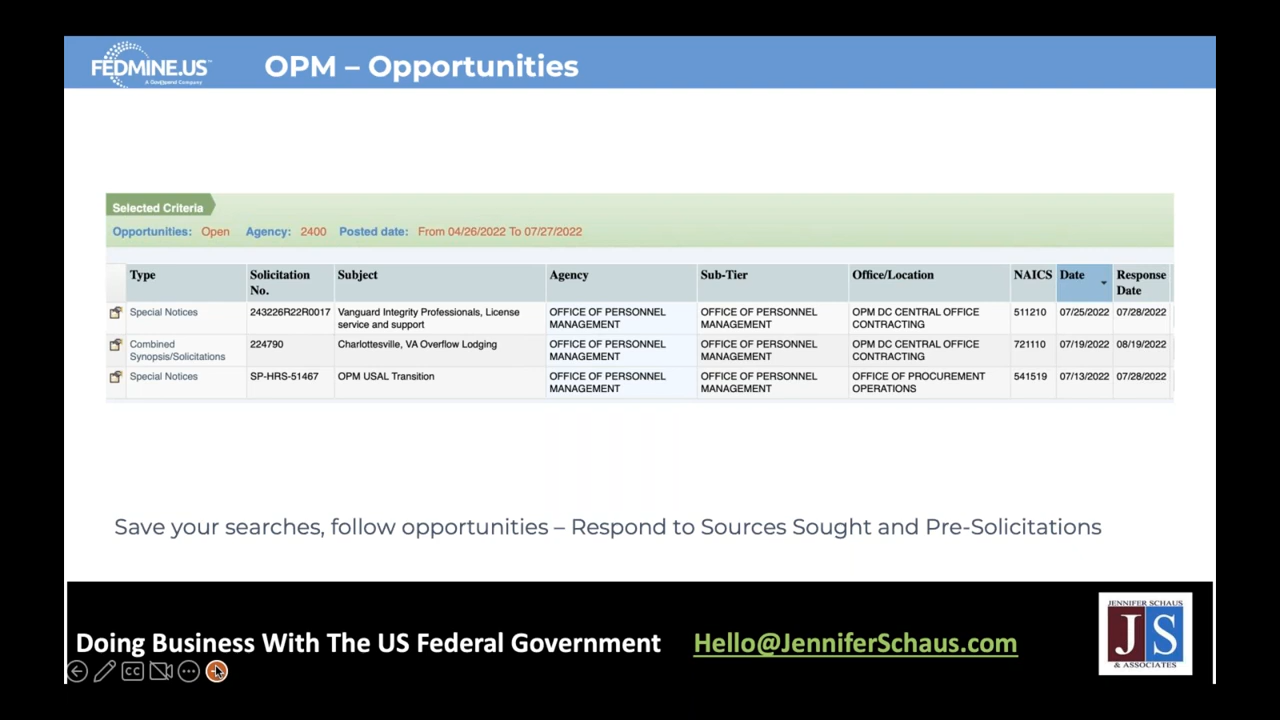 FEDMINE.US™
A GovSpend Company
OPM – Opportunities
Selected Criteria
Opportunities: Open Agency: 2400 Posted date: From 04/26/2022 To 07/27/2022
Type Solicitation No. Subject Agency Sub-Tier Office/Location NAICS Date Response Date
Special Notices 243226R22R0017 Vanguard Integrity Professionals, License service and support OFFICE OF PERSONNEL MANAGEMENT OFFICE OF PERSONNEL MANAGEMENT OPM DC CENTRAL OFFICE CONTRACTING 511210 07/25/2022 07/28/2022
Combined Synopsis/Solicitations 224790 Charlottesville, VA Overflow Lodging OFFICE OF PERSONNEL MANAGEMENT OFFICE OF PERSONNEL MANAGEMENT OPM DC CENTRAL OFFICE CONTRACTING 721110 07/19/2022 08/19/2022
Special Notices SP-HRS-51467 OPM USAL Transition OFFICE OF PERSONNEL MANAGEMENT OFFICE OF PERSONNEL MANAGEMENT OFFICE OF PROCUREMENT OPERATIONS 541519 07/13/2022 07/28/2022
Save your searches, follow opportunities – Respond to Sources Sought and Pre-Solicitations
Doing Business With The US Federal Government Hello@JenniferSchaus.com
JENNIFER SCHAUS
J S
& ASSOCIATES
CC